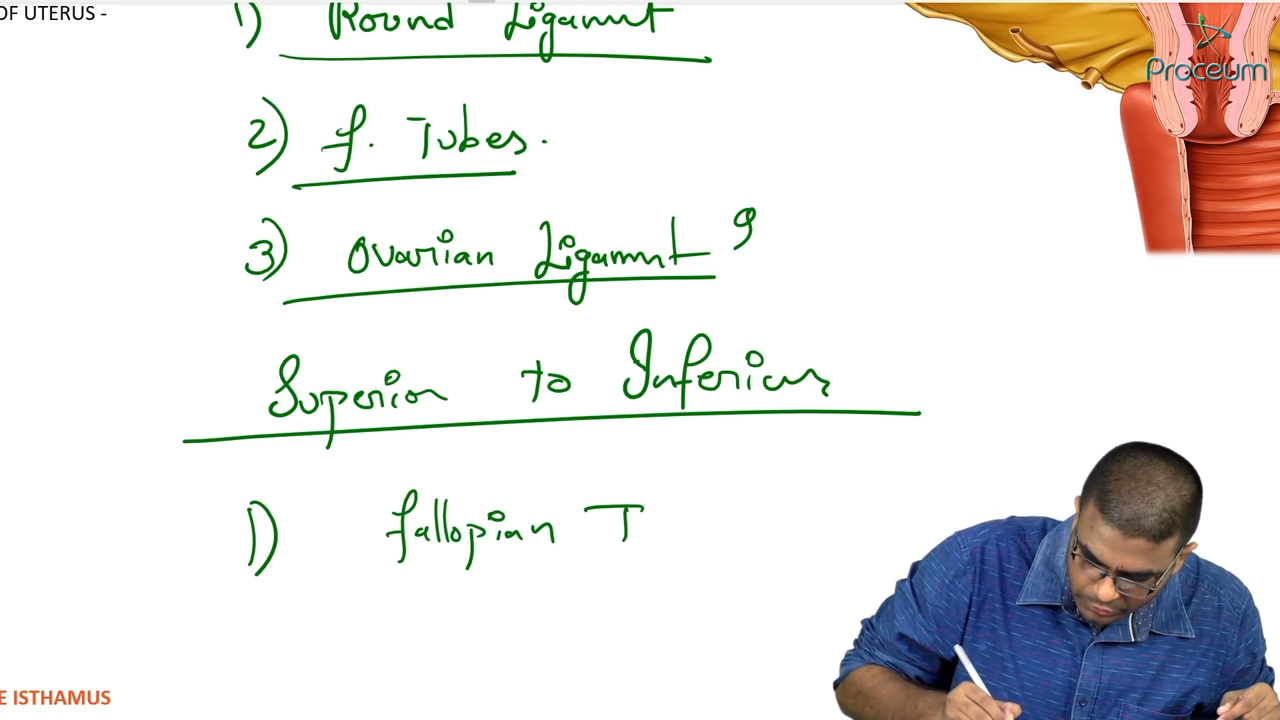 OF UTERUS -
1) Round Ligament
Proceum
2) f. Tubes.
3) Ovarian Ligament
Superior to Inferior
1) fallopian T
E ISTHAMUS